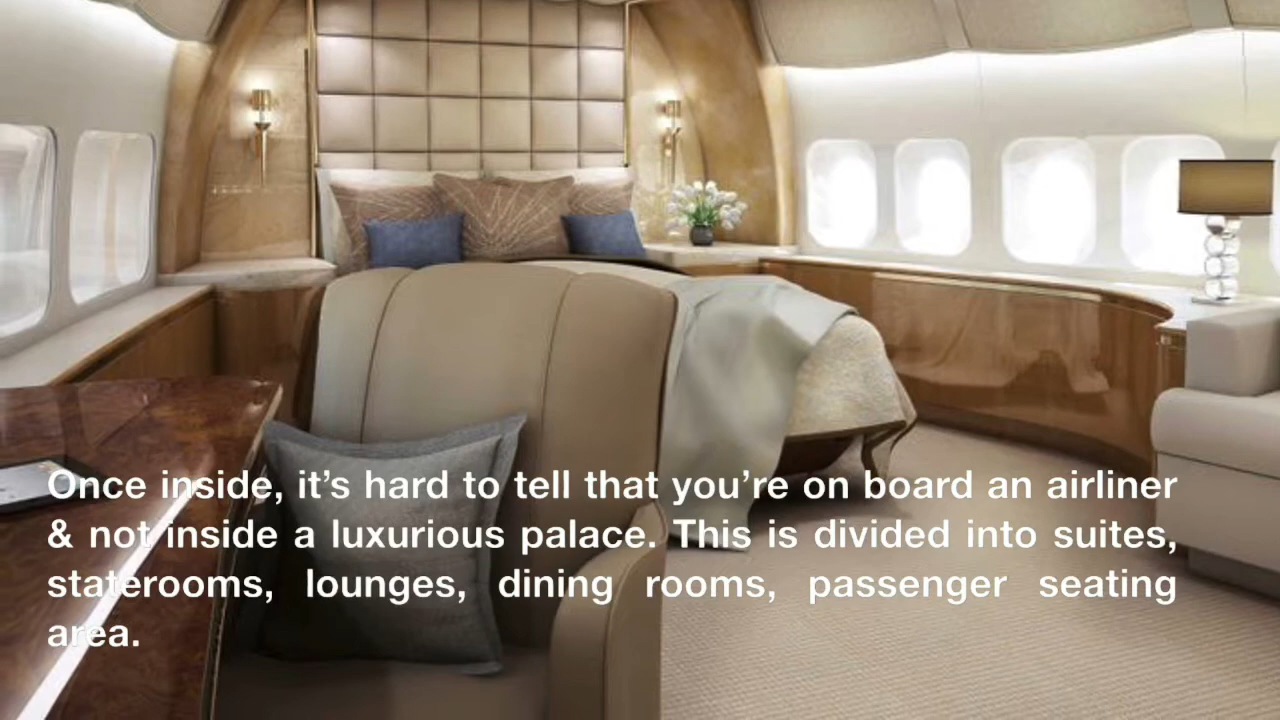 Once inside, it’s hard to tell that you’re on board an airliner
& not inside a luxurious palace. This is divided into suites,
staterooms, lounges, dining rooms, passenger seating
area.